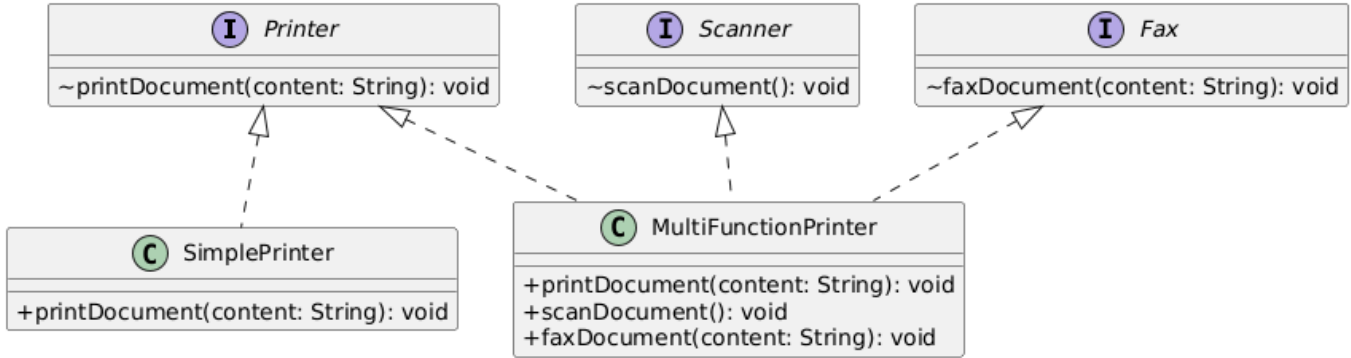 I Printer
~printDocument(content: String): void
I Scanner
~scanDocument(): void
I Fax
~faxDocument(content: String): void
C SimplePrinter
+printDocument(content: String): void
C MultiFunctionPrinter
+printDocument(content: String): void
+scanDocument(): void
+faxDocument(content: String): void